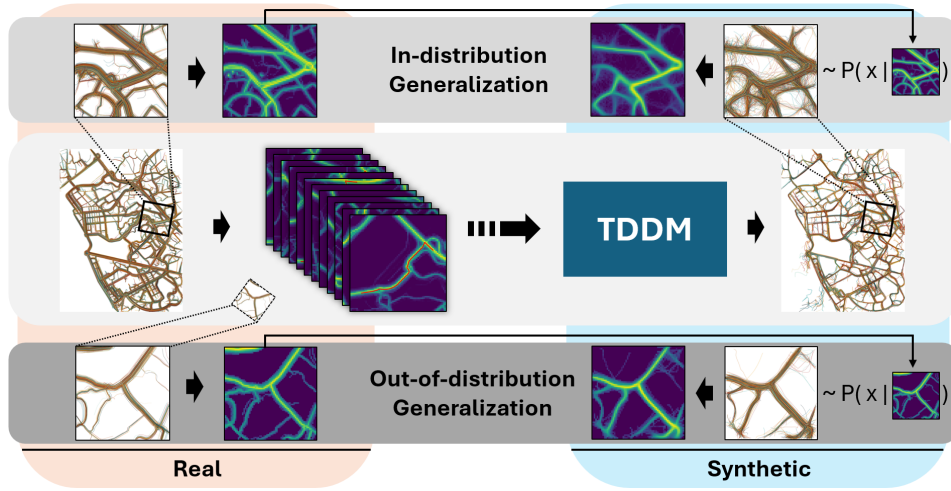 In-distribution
Generalization
~ P( x | )
TDDM
Out-of-distribution
Generalization
~ P( x | )
Real
Synthetic